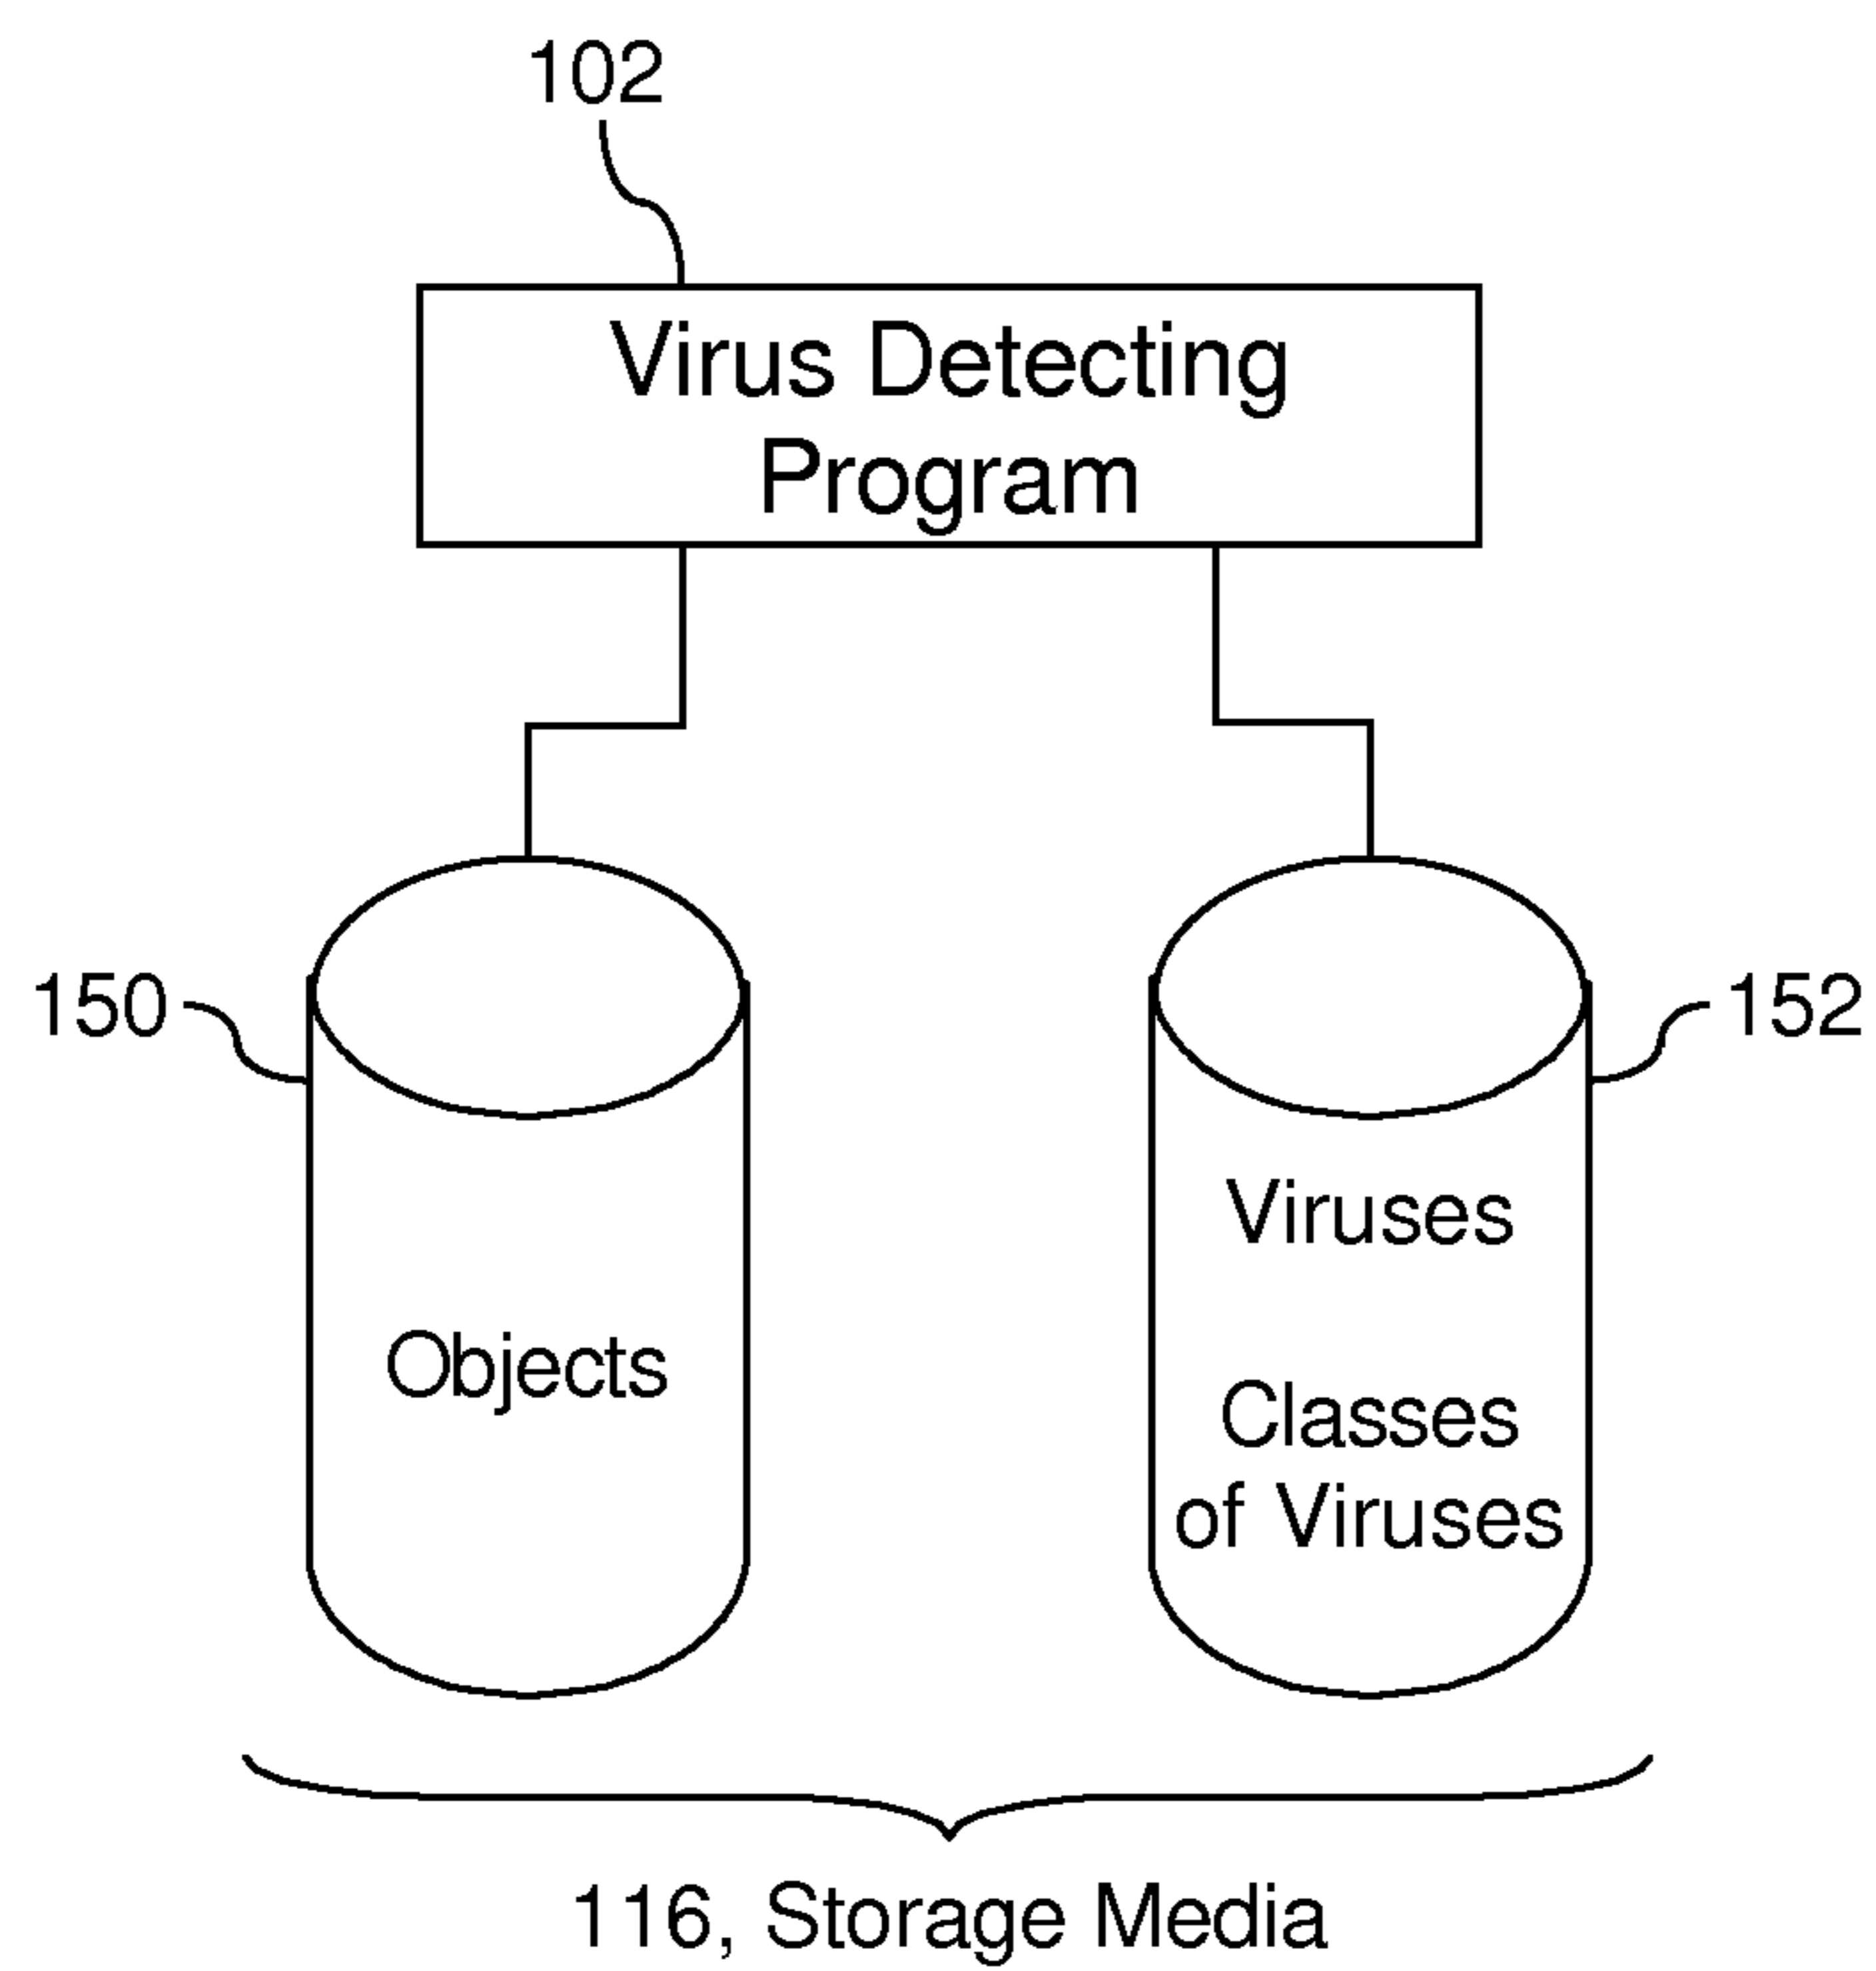 102
Virus Detecting
Program
150
152
Objects
Viruses
Classes
of Viruses
116, Storage Media